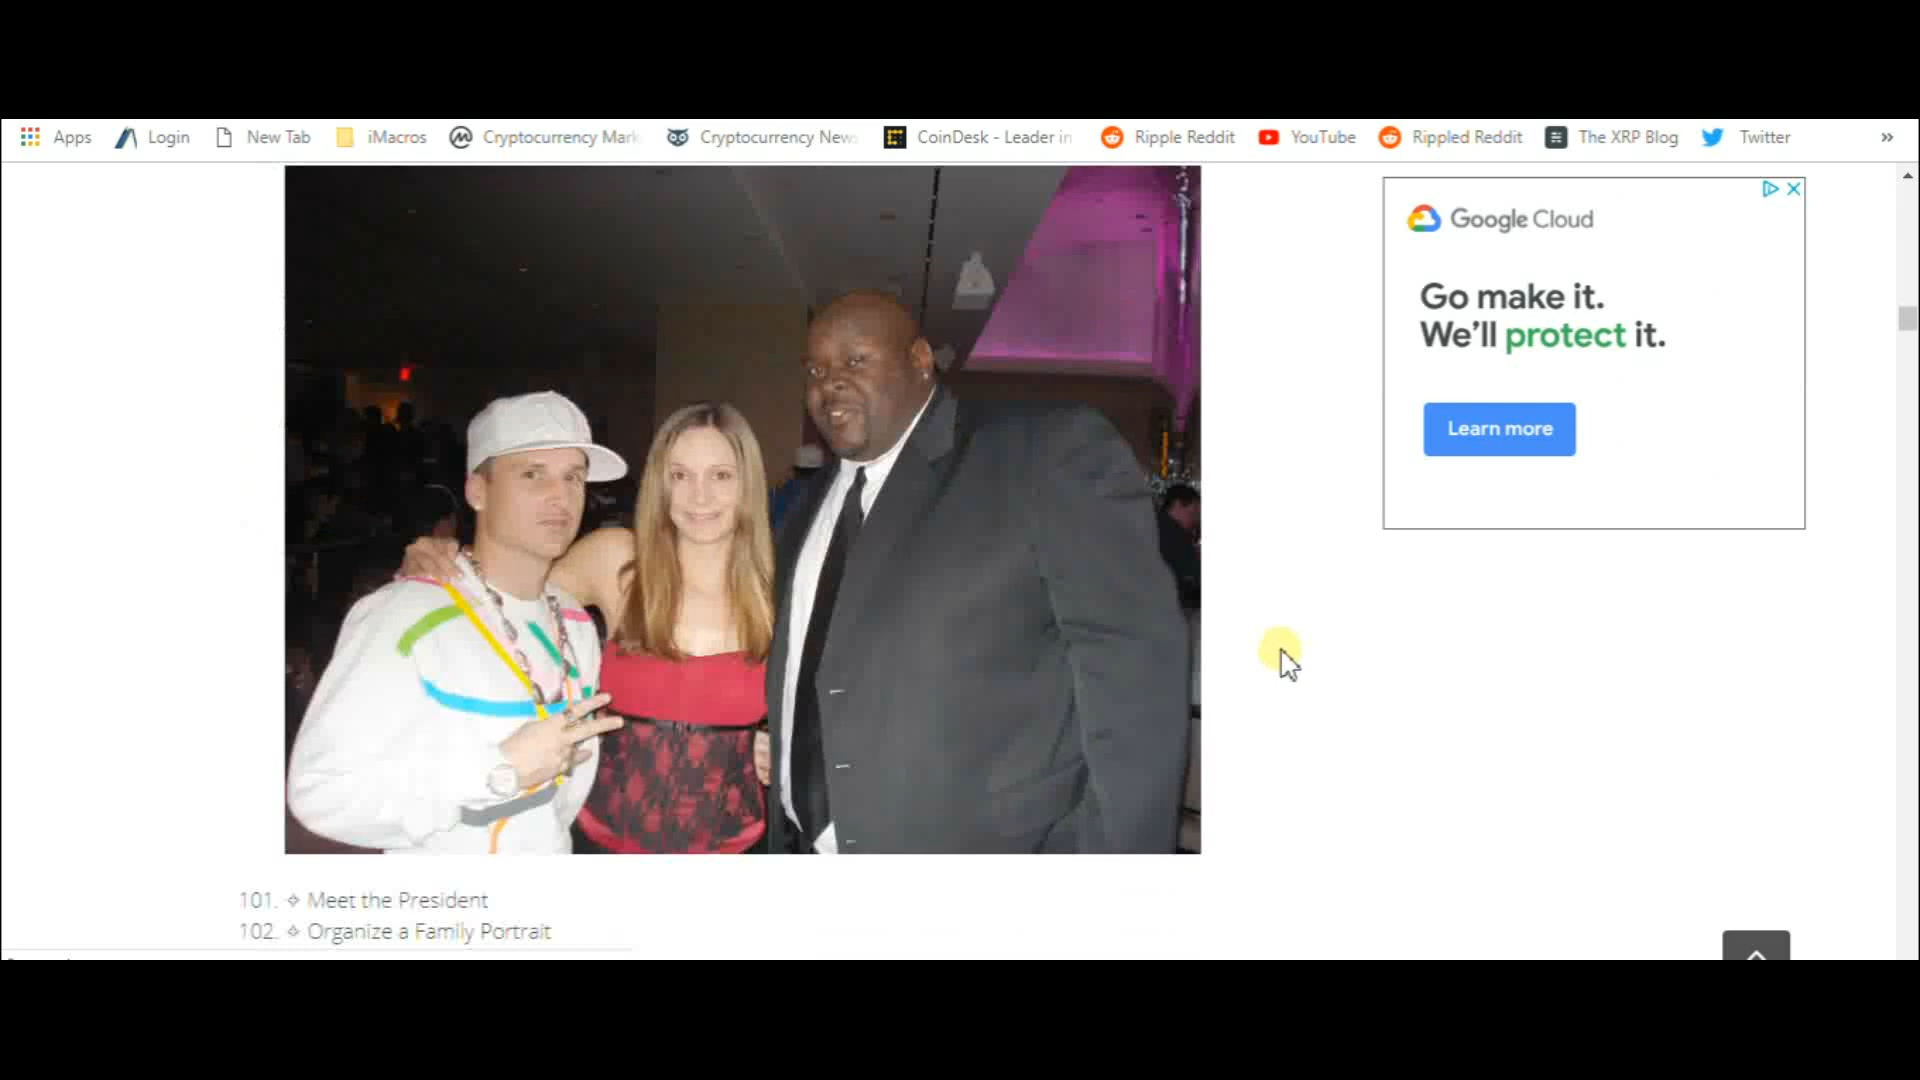 Apps Login New Tab iMacros Cryptocurrency Mark Cryptocurrency News CoinDesk - Leader in Ripple Reddit YouTube Rippled Reddit The XRP Blog Twitter »
Google Cloud
Go make it.
We'll protect it.
Learn more
101. ✧ Meet the President
102. ✧ Organize a Family Portrait